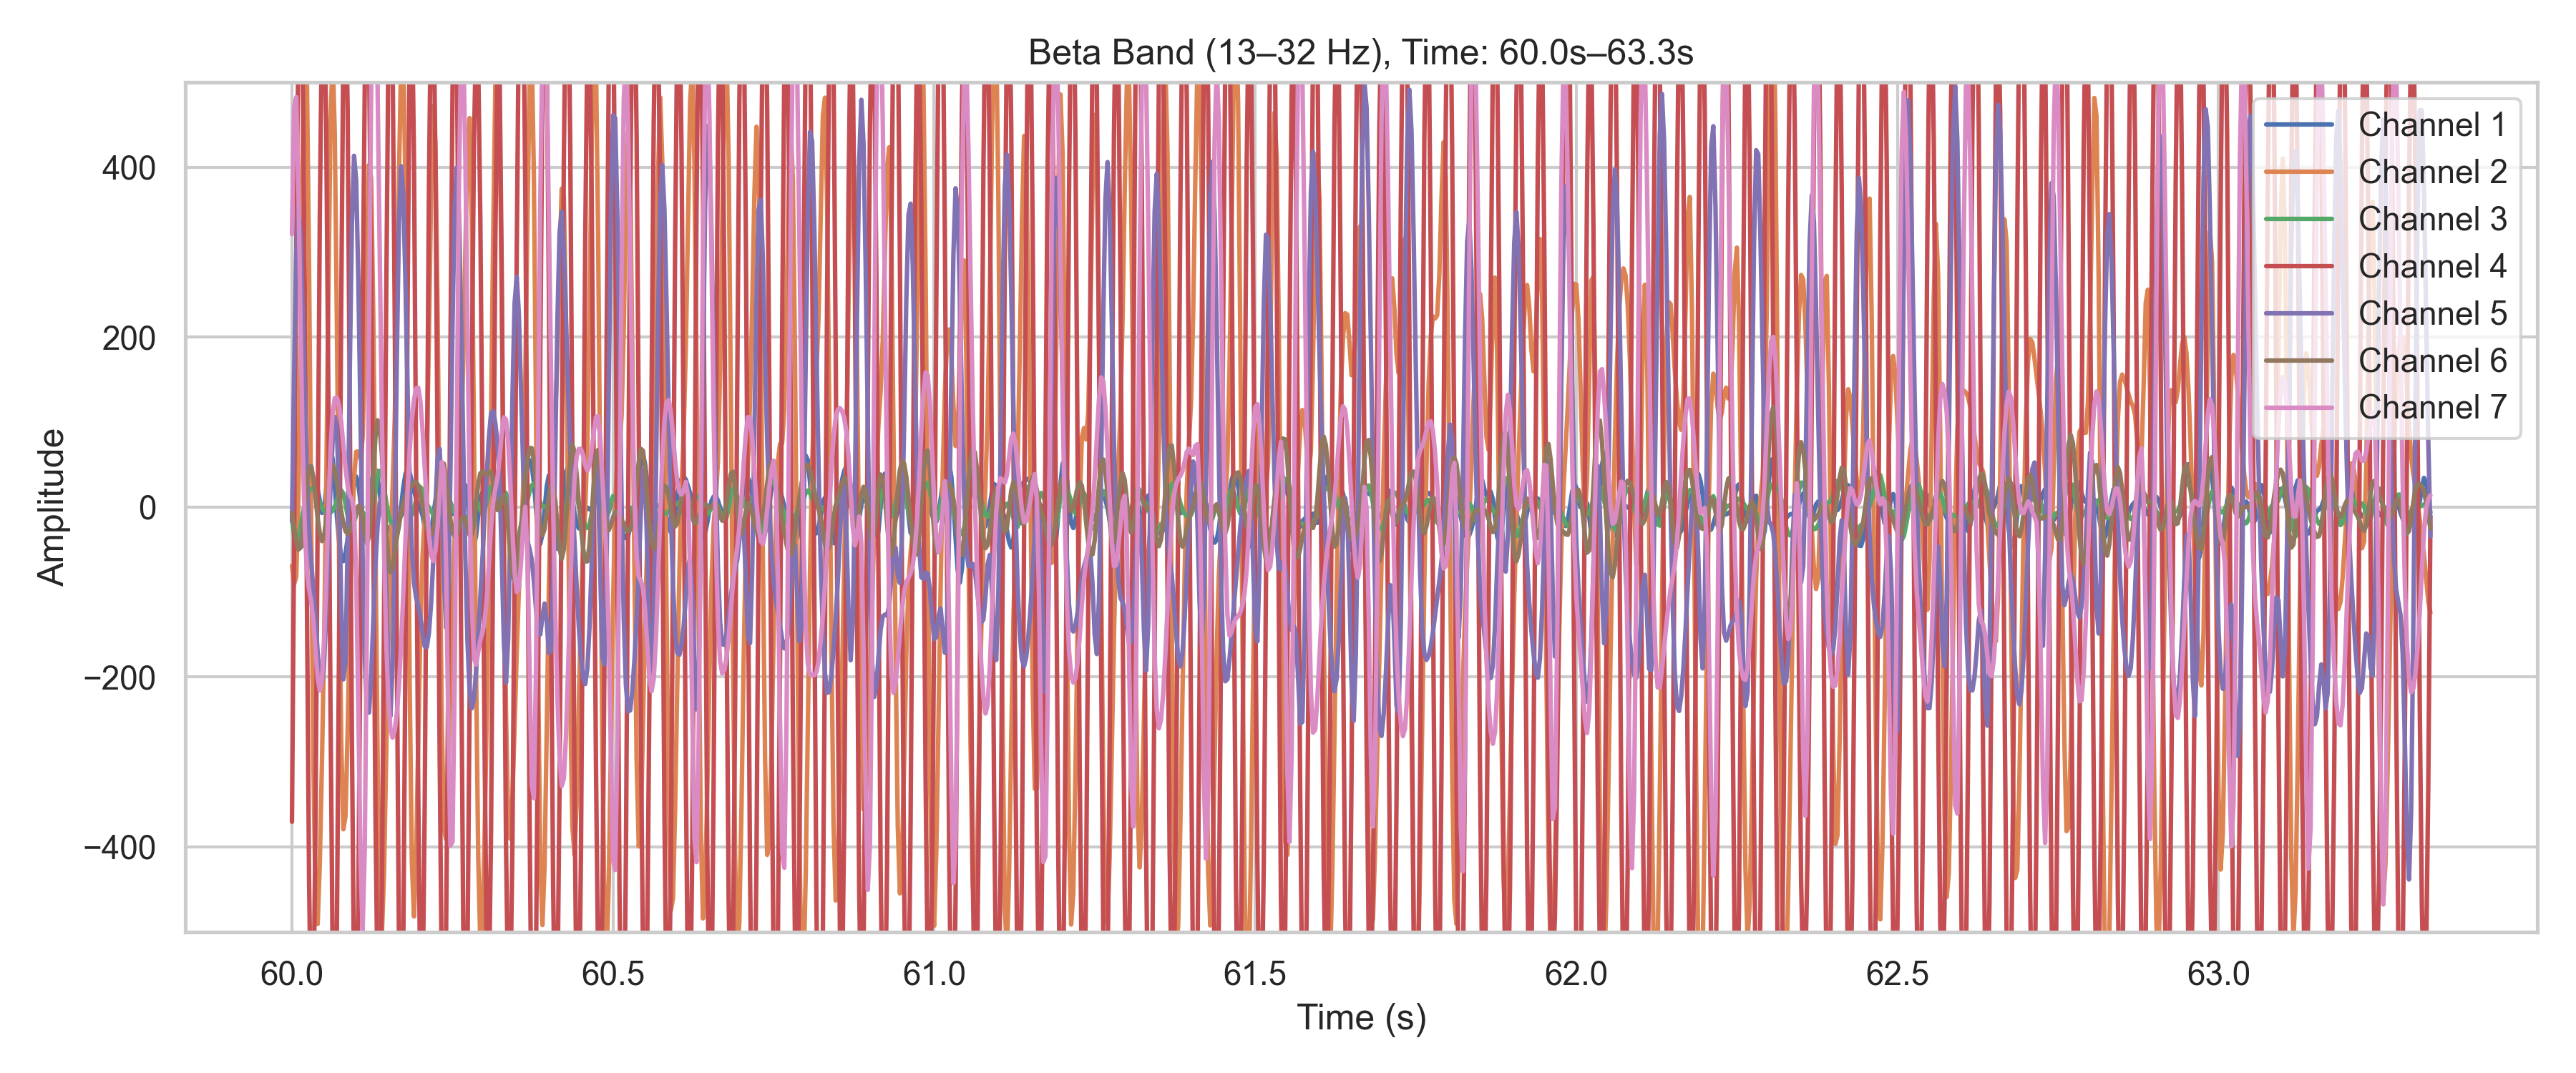 Beta Band (13–32 Hz), Time: 60.0s–63.3s
Amplitude
400
200
0
−200
−400
60.0
60.5
61.0
61.5
62.0
62.5
63.0
Time (s)
Channel 1
Channel 2
Channel 3
Channel 4
Channel 5
Channel 6
Channel 7